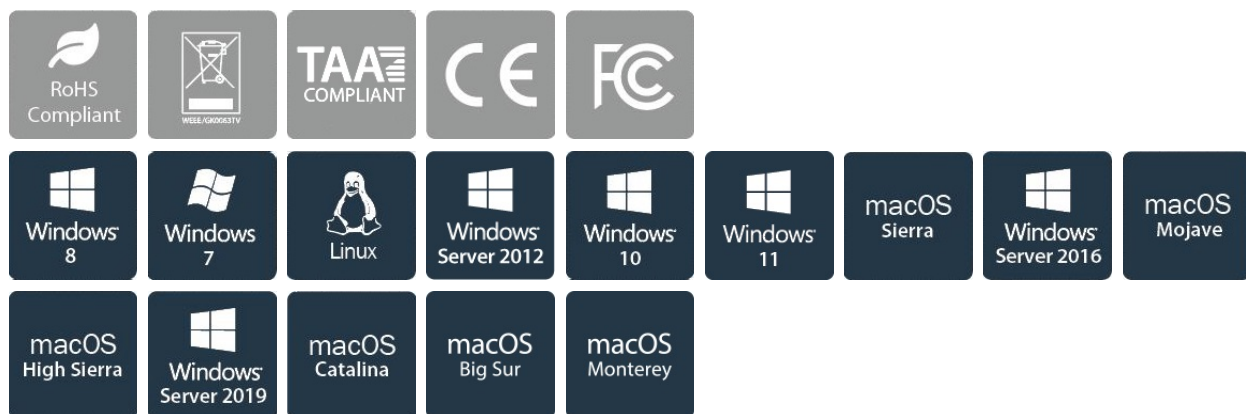 RoHS
Compliant
WEEE/GK0063TV
TAA
COMPLIANT
CE
FC
Windows
8
Windows
7
Linux
Windows
Server 2012
Windows
10
Windows
11
macOS
Sierra
Windows
Server 2016
macOS
Mojave
macOS
High Sierra
Windows
Server 2019
macOS
Catalina
macOS
Big Sur
macOS
Monterey